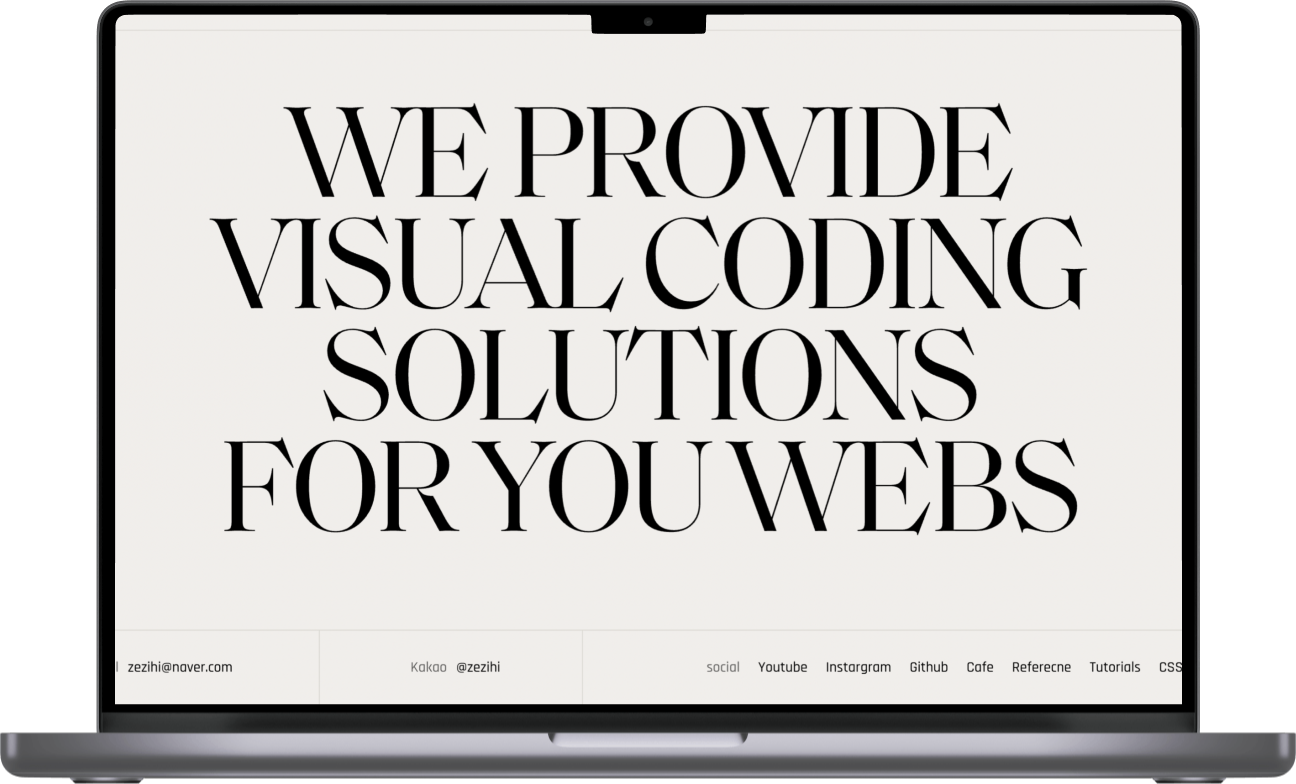 WE PROVIDE
VISUAL CODING
SOLUTIONS
FOR YOU WEBS
zezihi@naver.com
Kakao @zezihi
social Youtube Instargram Github Cafe Referecne Tutorials CSS